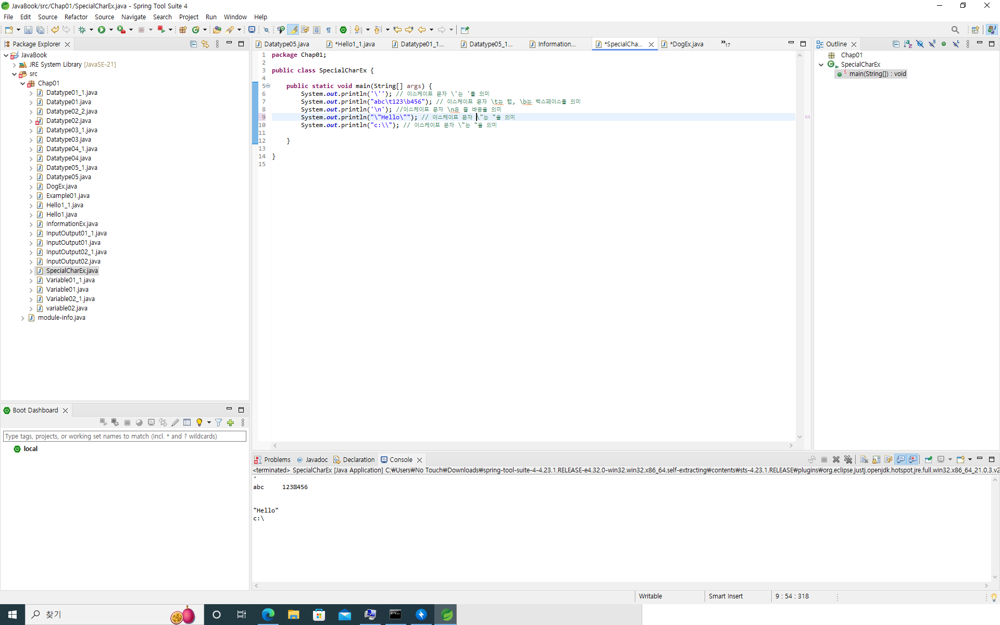 JavaBook/src/Chap01/SpecialCharEx.java - Spring Tool Suite 4
File Edit Source Refactor Source Navigate Search Project Run Window Help
Package Explorer
JavaBook
JRE System Library [JavaSE-21]
src
Chap01
Datatype01_1.java
Datatype01.java
Datatype02_2.java
Datatype02.java
Datatype03_1.java
Datatype03.java
Datatype04_1.java
Datatype04.java
Datatype05_1.java
Datatype05.java
DogEx.java
Example01.java
Hello1_1.java
Hello1.java
InformationEx.java
InputOutput01_1.java
InputOutput01.java
InputOutput02_1.java
InputOutput02.java
SpecialCharEx.java
Variable01_1.java
Variable01.java
Variable02_1.java
variable02.java
module-info.java
Boot Dashboard
Type tags, projects, or working set names to match (incl. * and ? wildcards)
local
Datatype05.java *Hello1_1.java Datatype01_1... Datatype05_1... Information... *SpecialCha... *DogEx.java »17
1 package Chap01;
2
3 public class SpecialCharEx {
4
5 public static void main(String[] args) {
6 System.out.println('\''); // 이스케이프 문자 \'는 '를 의미
7 System.out.println("abc\t123\b456"); // 이스케이프 문자 \t는 탭, \b는 백스페이스를 의미
8 System.out.println('\n'); //이스케이프 문자 \n은 줄 바꿈을 의미
9 System.out.println("\"Hello\""); // 이스케이프 문자 \"는 "을 의미
10 System.out.println("c:\\"); // 이스케이프 문자 \"는 "을 의미
11
12 }
13
14 }
15
Outline
Chap01
SpecialCharEx
main(String[]) : void
Problems @ Javadoc Declaration Console
<terminated> SpecialCharEx [Java Application] C:₩Users₩No Touch₩Downloads₩spring-tool-suite-4-4.23.1.RELEASE-e4.32.0-win32.win32.x86_64.self-extracting₩contents₩sts-4.23.1.RELEASE₩plugins₩org.eclipse.justj.openjdk.hotspot.jre.full.win32.x86_64_21.0.3.v2
'
abc 123456
"Hello"
c:\
Writable Smart Insert 9 : 54 : 318
찾기